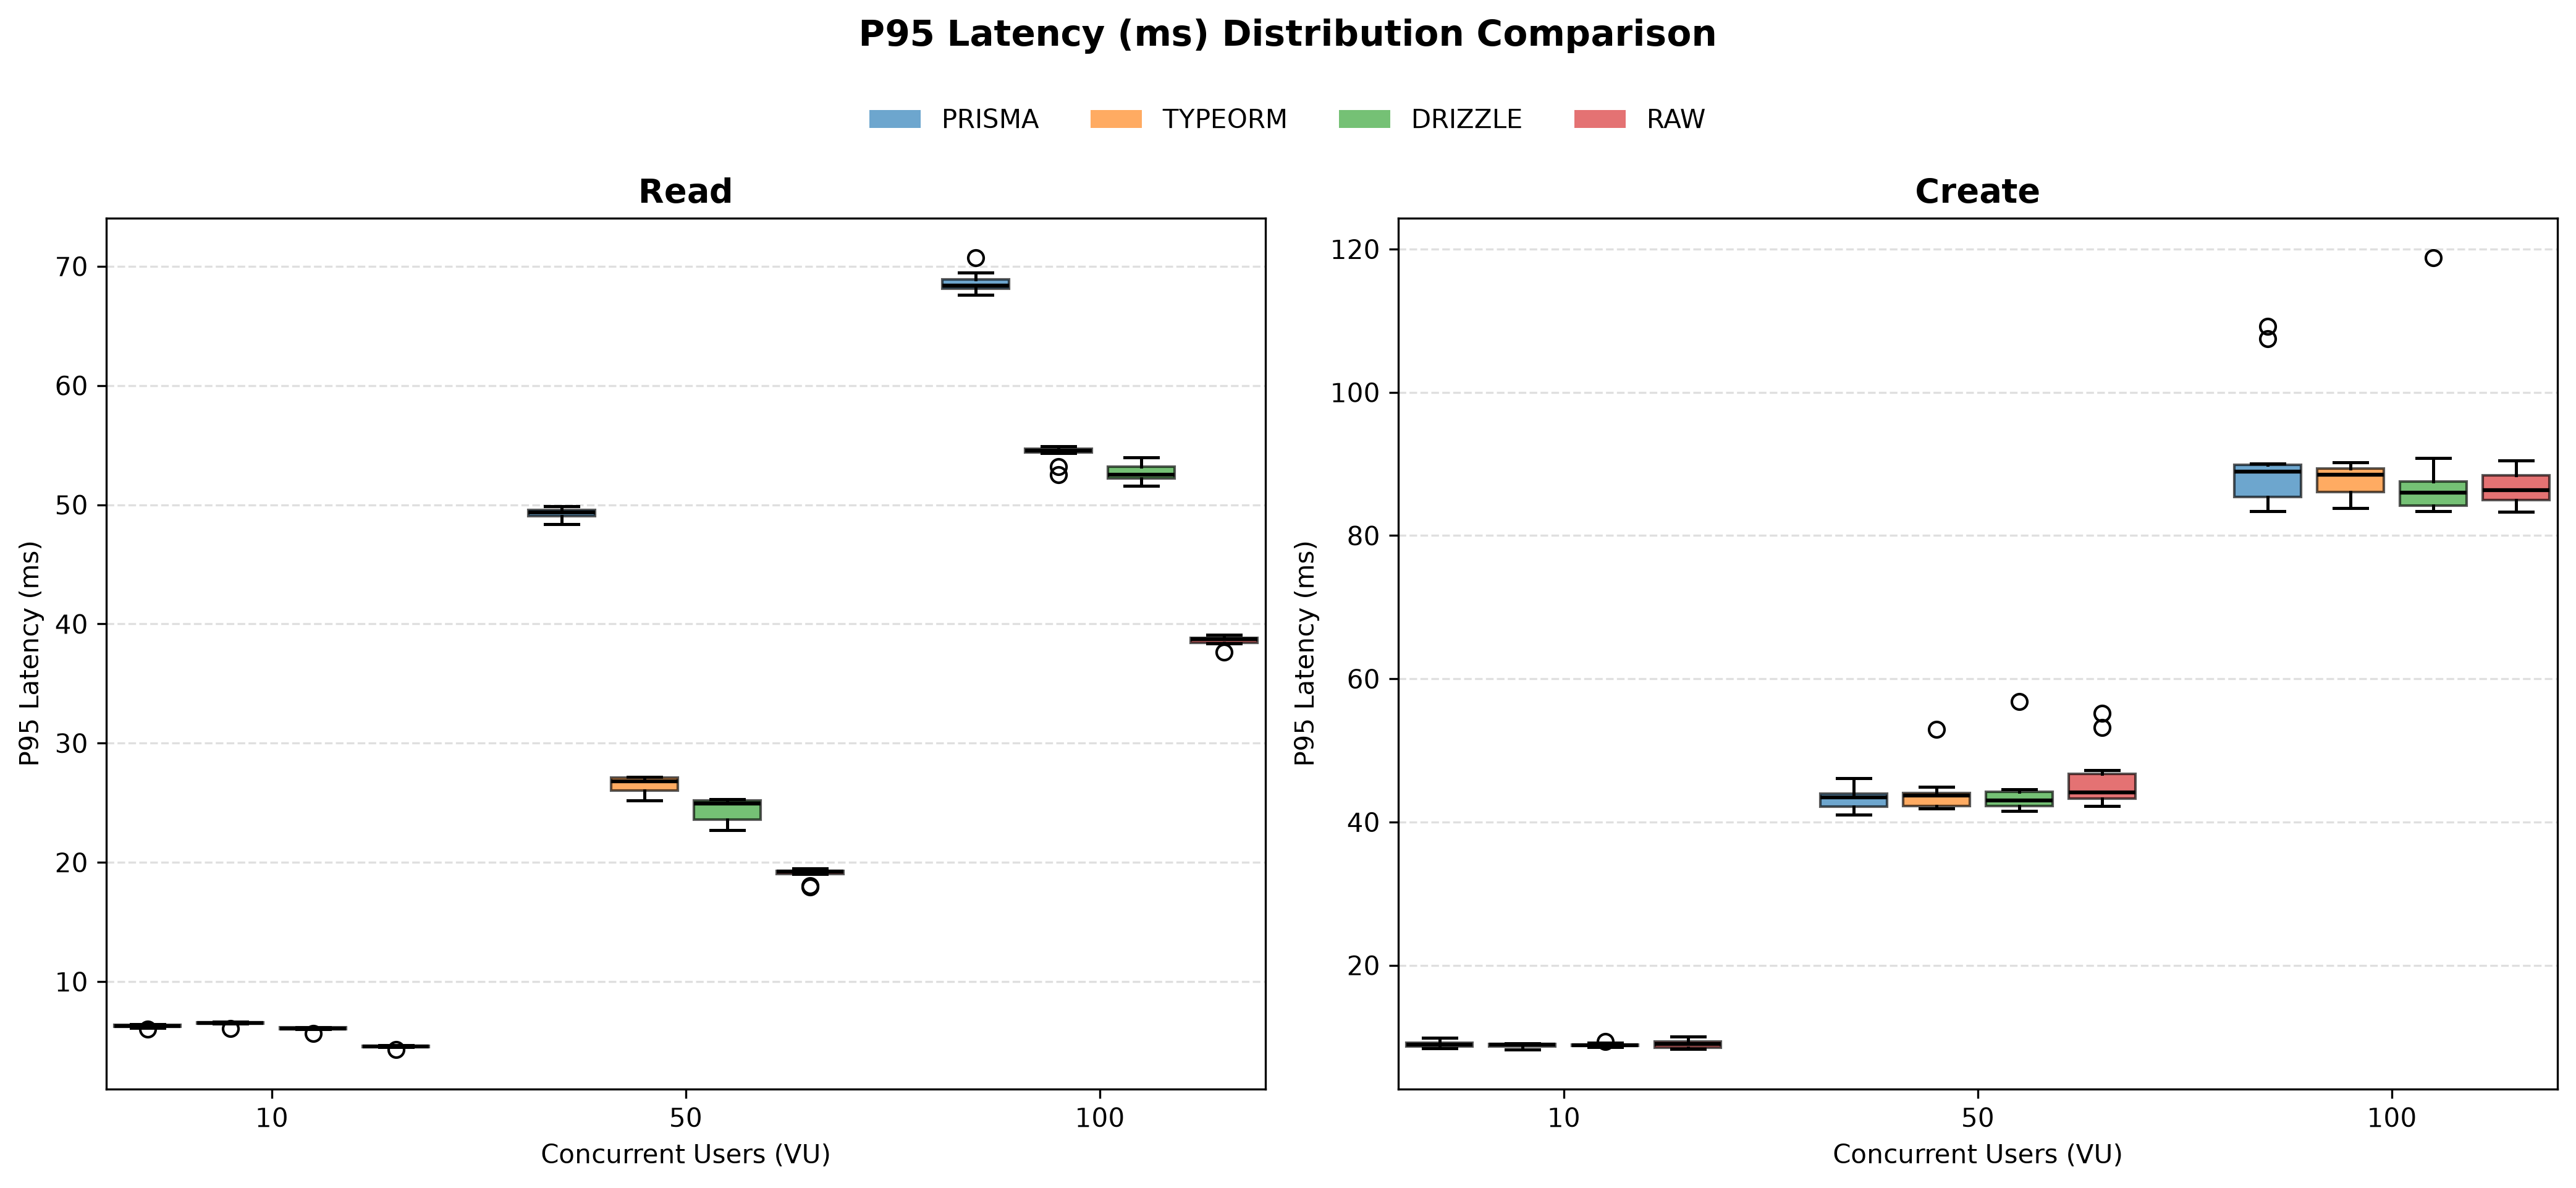 P95 Latency (ms) Distribution Comparison
PRISMA TYPEORM DRIZZLE RAW
Read
70
60
50
40
30
20
10
P95 Latency (ms)
10 50 100
Concurrent Users (VU)
Create
120
100
80
60
40
20
P95 Latency (ms)
10 50 100
Concurrent Users (VU)